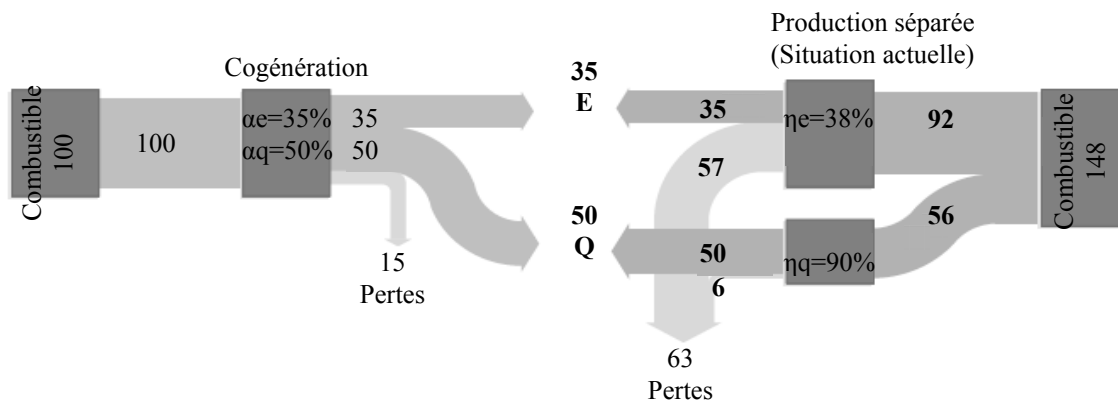 Production séparée
(Situation actuelle)
Cogénération
Combustible
100
100
αe=35%
αq=50%
35
50
15
Pertes
35
E
50
Q
35
57
50
6
63
Pertes
ηe=38%
ηq=90%
92
56
Combustible
148